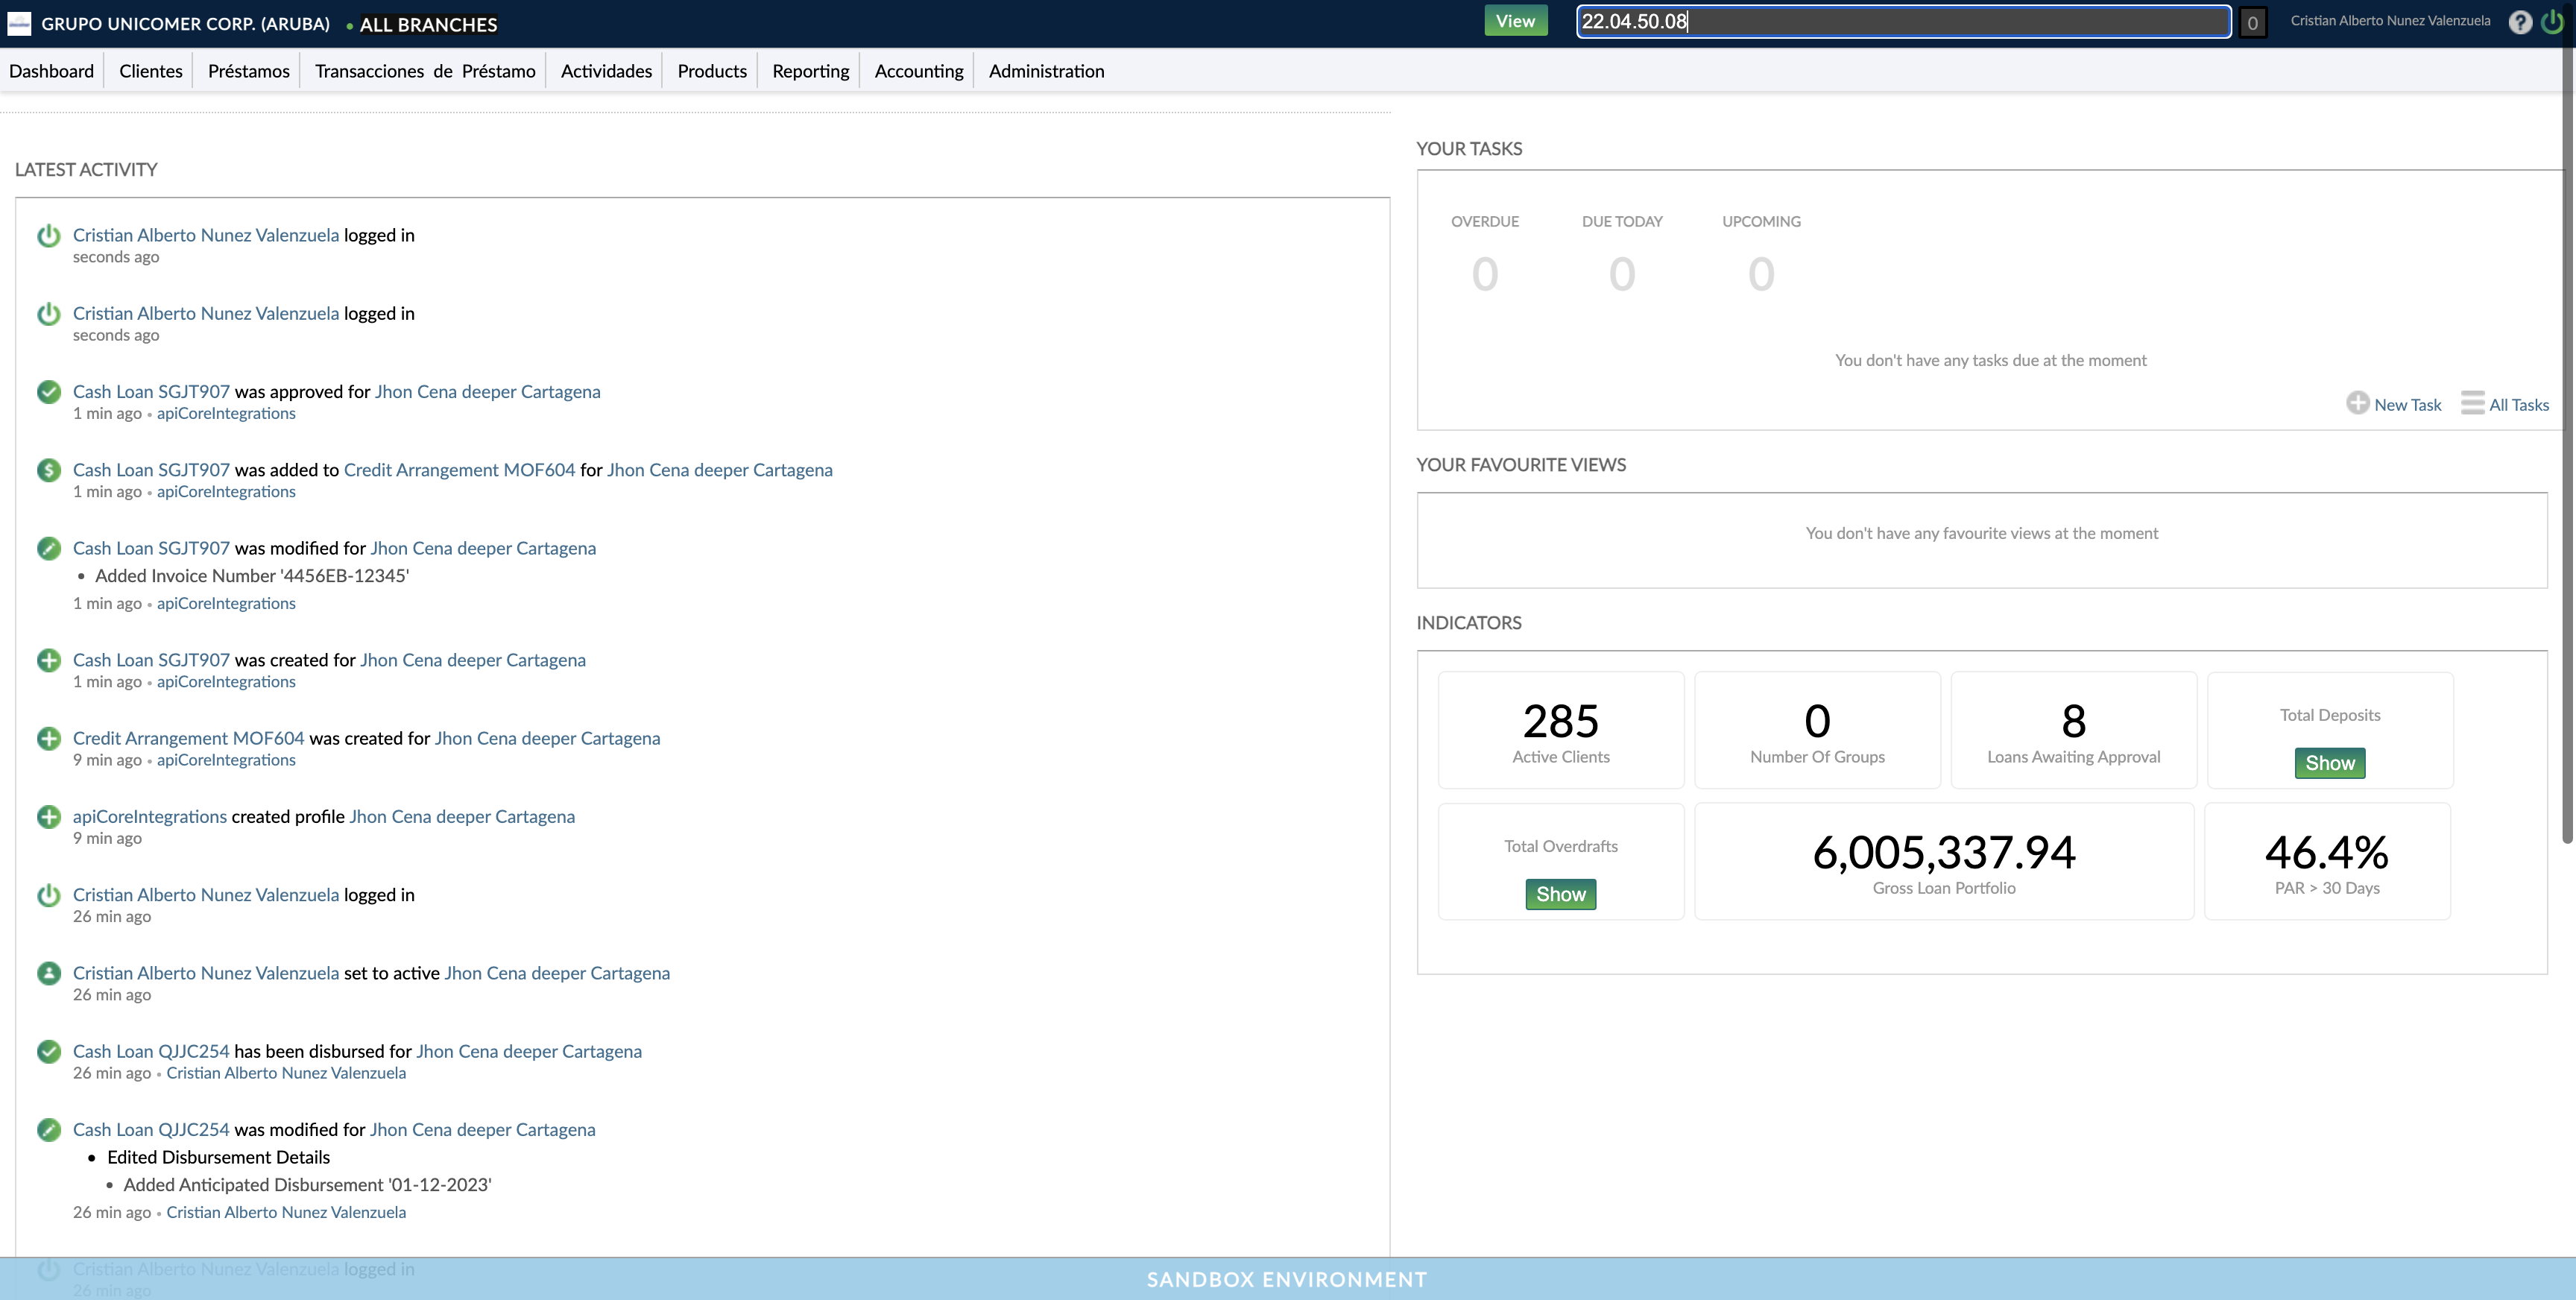 GRUPO UNICOMER CORP. (ARUBA) • ALL BRANCHES
View
22.04.50.08
0
Cristian Alberto Nunez Valenzuela
?
Dashboard
Clientes
Préstamos
Transacciones de Préstamo
Actividades
Products
Reporting
Accounting
Administration
LATEST ACTIVITY
Cristian Alberto Nunez Valenzuela logged in
seconds ago
Cristian Alberto Nunez Valenzuela logged in
seconds ago
Cash Loan SGJT907 was approved for Jhon Cena deeper Cartagena
1 min ago • apiCoreIntegrations
Cash Loan SGJT907 was added to Credit Arrangement MOF604 for Jhon Cena deeper Cartagena
1 min ago • apiCoreIntegrations
Cash Loan SGJT907 was modified for Jhon Cena deeper Cartagena
• Added Invoice Number '4456EB-12345'
1 min ago • apiCoreIntegrations
Cash Loan SGJT907 was created for Jhon Cena deeper Cartagena
1 min ago • apiCoreIntegrations
Credit Arrangement MOF604 was created for Jhon Cena deeper Cartagena
9 min ago • apiCoreIntegrations
apiCoreIntegrations created profile Jhon Cena deeper Cartagena
9 min ago
Cristian Alberto Nunez Valenzuela logged in
26 min ago
Cristian Alberto Nunez Valenzuela set to active Jhon Cena deeper Cartagena
26 min ago
Cash Loan QJJC254 has been disbursed for Jhon Cena deeper Cartagena
26 min ago • Cristian Alberto Nunez Valenzuela
Cash Loan QJJC254 was modified for Jhon Cena deeper Cartagena
• Edited Disbursement Details
• Added Anticipated Disbursement '01-12-2023'
26 min ago • Cristian Alberto Nunez Valenzuela
Cristian Alberto Nunez Valenzuela logged in
26 min ago
YOUR TASKS
OVERDUE
DUE TODAY
UPCOMING
0
0
0
You don't have any tasks due at the moment
New Task
All Tasks
YOUR FAVOURITE VIEWS
You don't have any favourite views at the moment
INDICATORS
285
Active Clients
0
Number Of Groups
8
Loans Awaiting Approval
Total Deposits
Show
Total Overdrafts
Show
6,005,337.94
Gross Loan Portfolio
46.4%
PAR > 30 Days
SANDBOX ENVIRONMENT